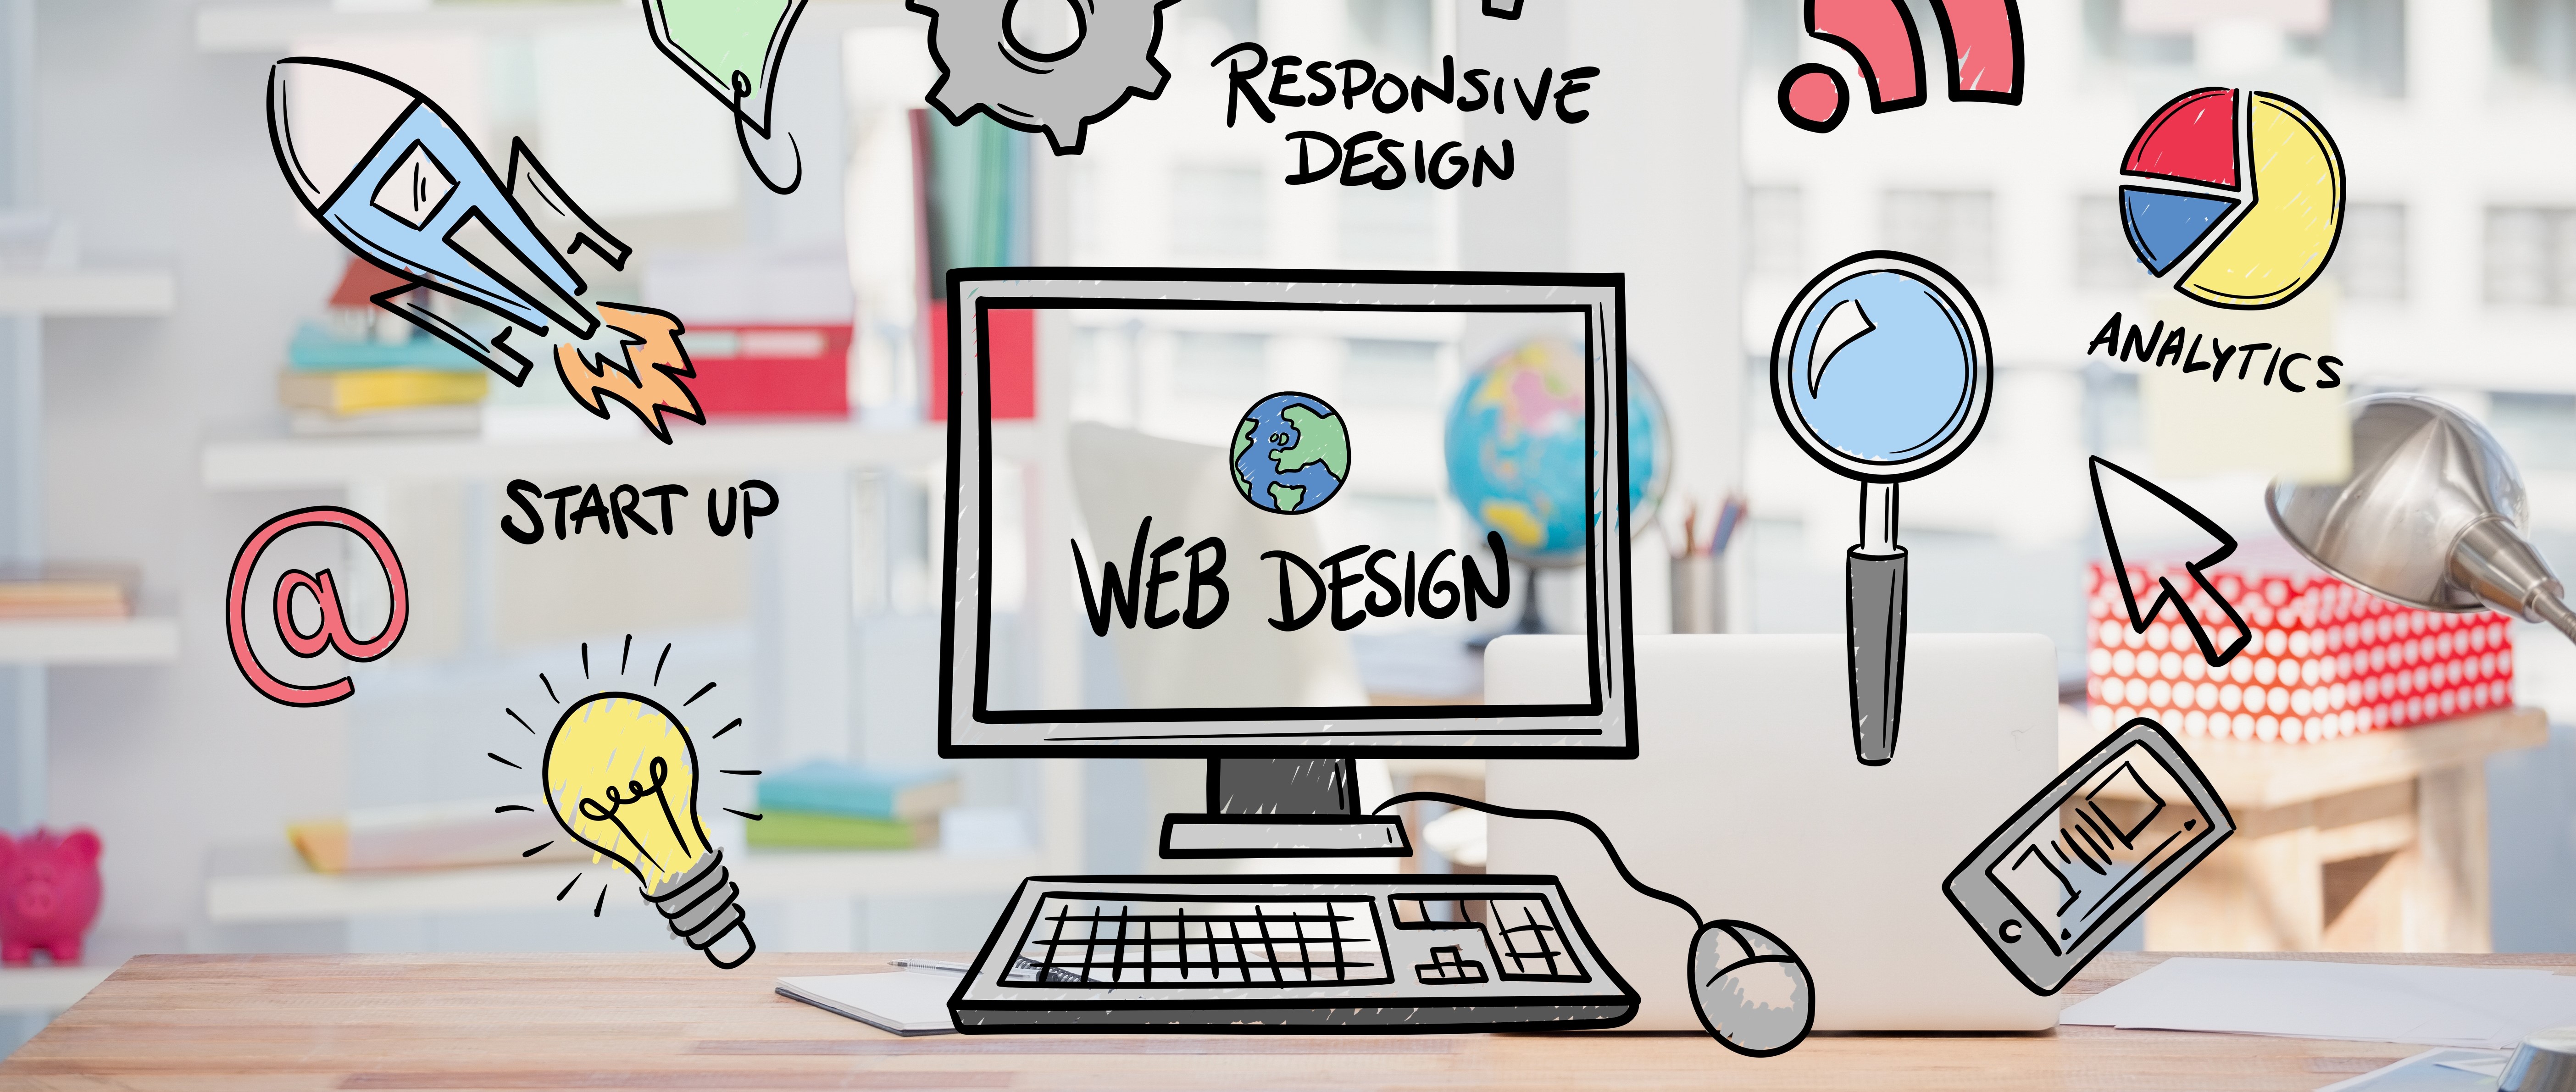 RESPONSIVE
DESIGN
ANALYTICS
START UP
@
WEB DESIGN